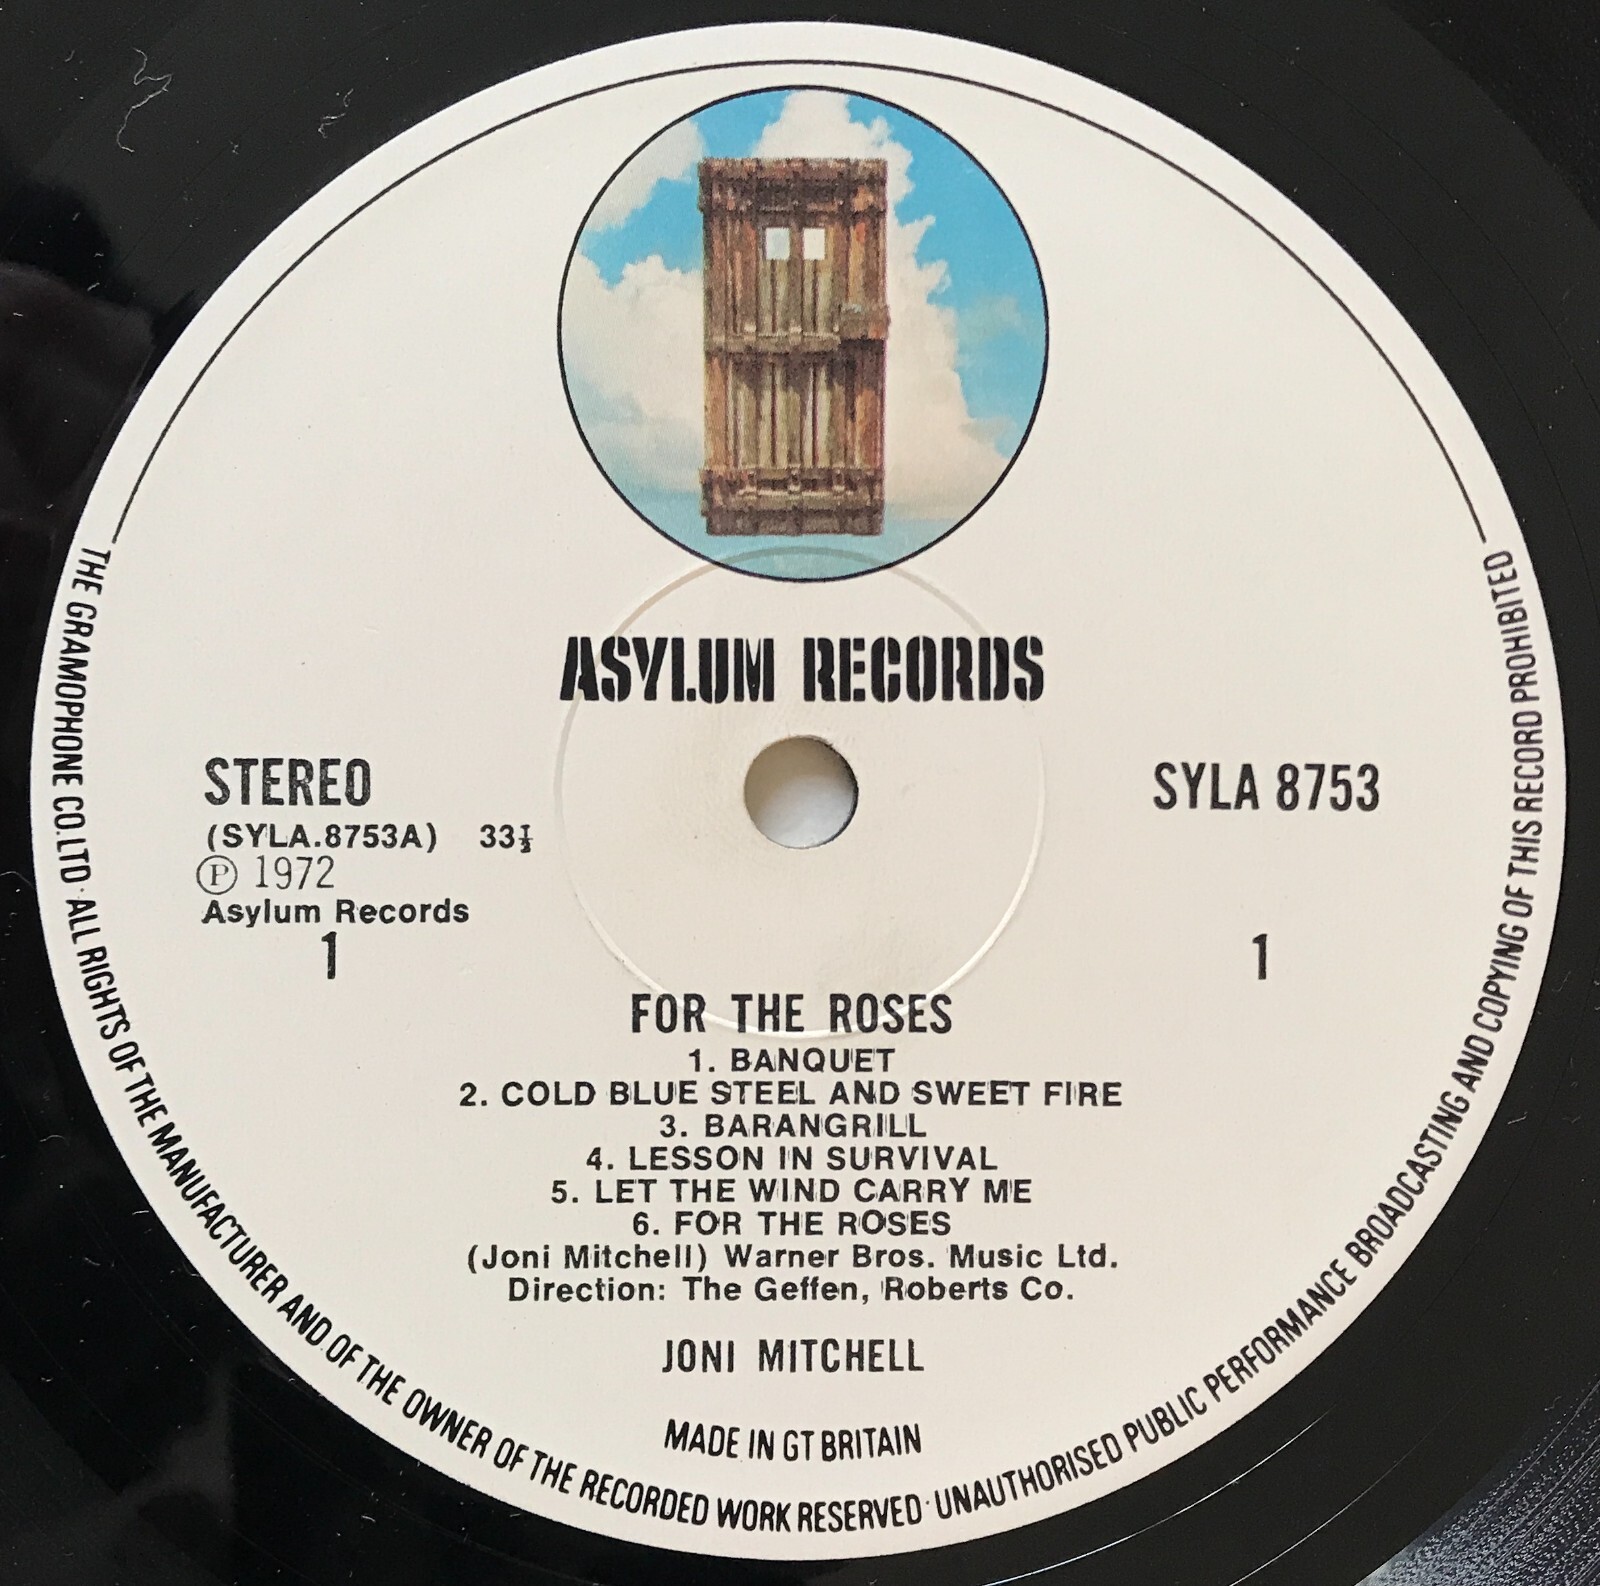 ASYLUM RECORDS
STEREO
SYLA 8753
(SYLA.8753A) 33⅓
Ⓟ 1972
Asylum Records
1
1
FOR THE ROSES
1. BANQUET
2. COLD BLUE STEEL AND SWEET FIRE
3. BARANGRILL
4. LESSON IN SURVIVAL
5. LET THE WIND CARRY ME
6. FOR THE ROSES
(Joni Mitchell) Warner Bros. Music Ltd.
Direction: The Geffen, Roberts Co.
JONI MITCHELL
MADE IN GT BRITAIN
THE GRAMOPHONE CO. LTD · ALL RIGHTS OF THE MANUFACTURER AND OF THE OWNER OF THE RECORDED WORK RESERVED · UNAUTHORISED PUBLIC PERFORMANCE BROADCASTING AND COPYING OF THIS RECORD PROHIBITED